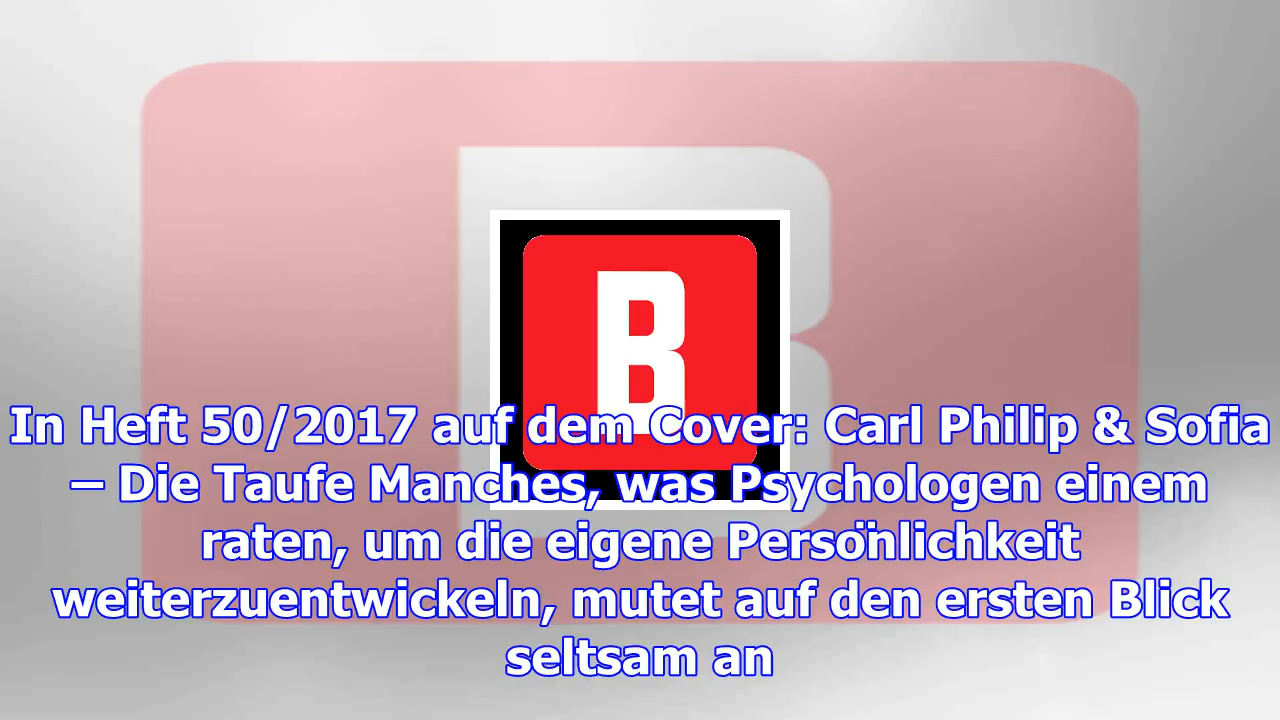 B
In Heft 50/2017 auf dem Cover: Carl Philip & Sofia
– Die Taufe Manches, was Psychologen einem
raten, um die eigene Persönlichkeit
weiterzuentwickeln, mutet auf den ersten Blick
seltsam an